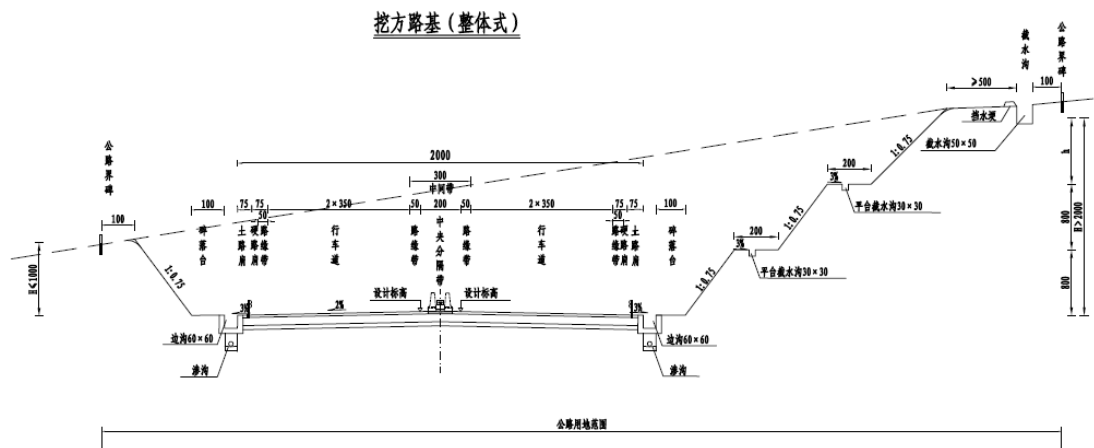 挖方路基（整体式）
截水沟
公路界碑
≥500
100
挡水埂
截水沟50×50
1:0.75
h
2000
公路界碑
300
中间带
200
3%
平台截水沟30×30
100
100
75
75
50
2×350
50
200
50
2×350
75
75
50
100
碎落台
土路肩
硬路肩
路缘带
行车道
路缘带
中央分隔带
路缘带
行车道
路缘带
硬路肩
土路肩
碎落台
1:0.75
800
H>2000
200
3%
平台截水沟30×30
H≤1000
1:0.75
1:0.75
800
设计标高
设计标高
3%
2%
3%
边沟60×60
边沟60×60
渗沟
渗沟
公路用地范围